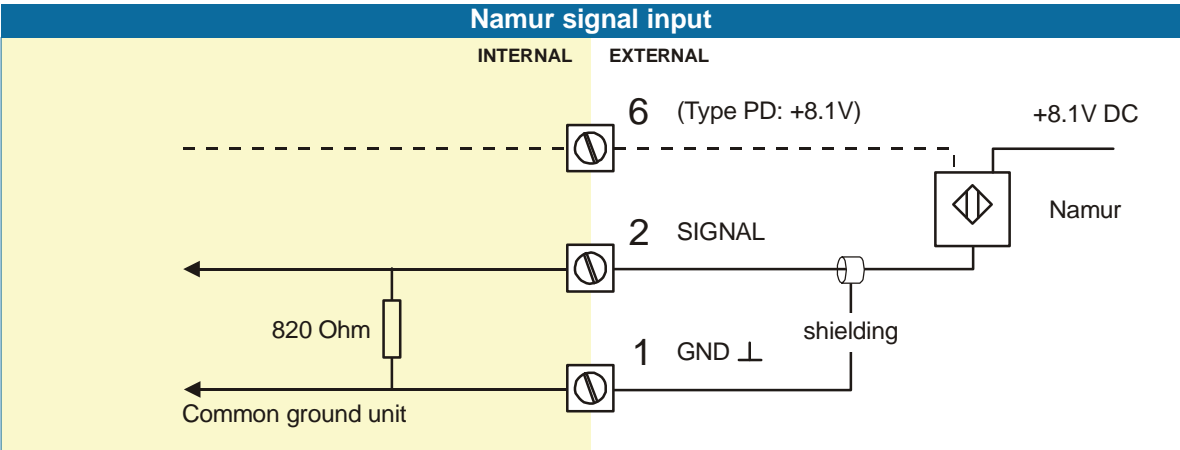 Namur signal input
INTERNAL EXTERNAL
6 (Type PD: +8.1V) +8.1V DC
Namur
2 SIGNAL
820 Ohm
shielding
1 GND ⊥
Common ground unit